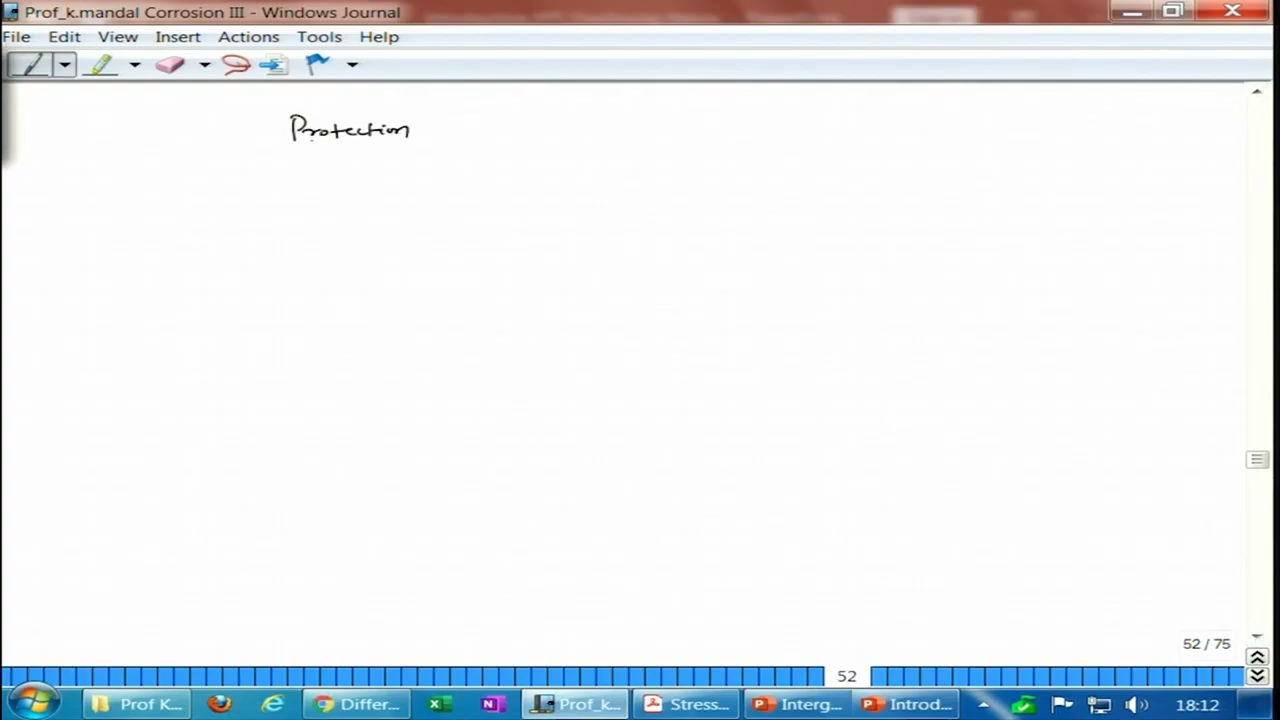 Prof_k.mandal Corrosion III - Windows Journal
File Edit View Insert Actions Tools Help
Protection
52 / 75
52
Prof K... Differ... Prof_k... Stress... Interg... Introd... 18:12